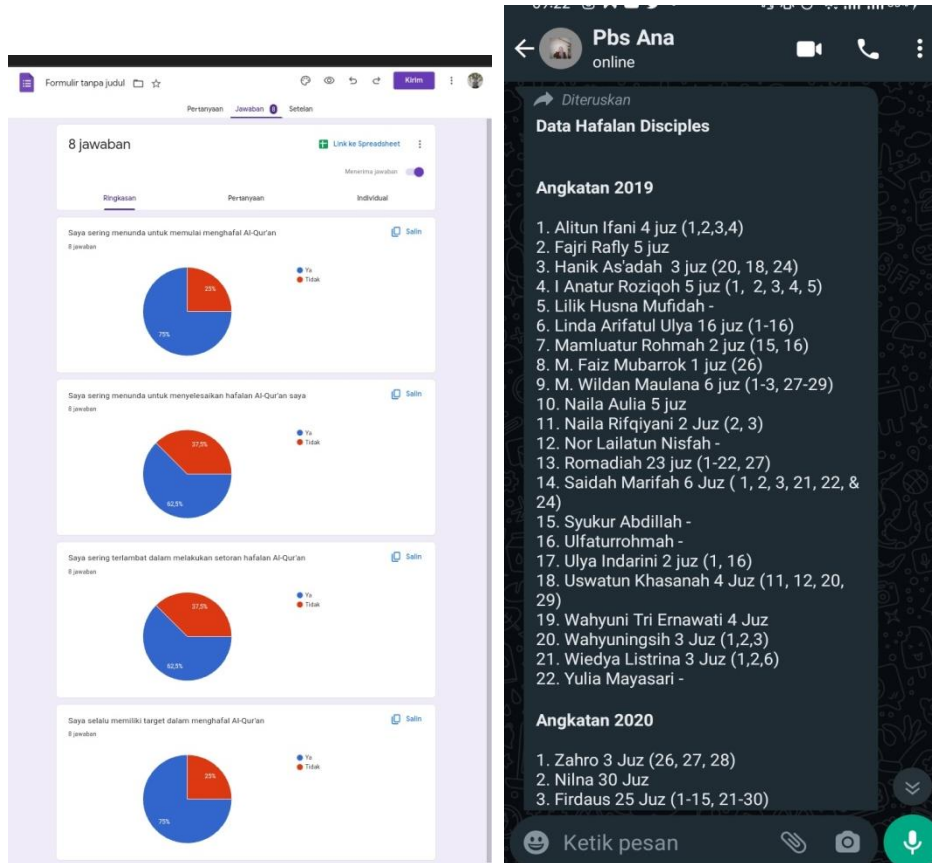 Formulir tanpa judul
Kirim
Pertanyaan Jawaban 8 Setelan
8 jawaban
Link ke Spreadsheet
Menerima jawaban
Ringkasan Pertanyaan Individual
Saya sering menunda untuk memulai menghafal Al-Qur'an
Salin
8 jawaban
Ya
Tidak
25%
75%
Saya sering menunda untuk menyelesaikan hafalan Al-Qur'an saya
Salin
8 jawaban
Ya
Tidak
37,5%
62,5%
Saya sering terlambat dalam melakukan setoran hafalan Al-Qur'an
Salin
8 jawaban
Ya
Tidak
37,5%
62,5%
Saya selalu memiliki target dalam menghafal Al-Qur'an
Salin
8 jawaban
Ya
Tidak
25%
75%
Pbs Ana
online
Diteruskan
Data Hafalan Disciples
Angkatan 2019
1. Alitun Ifani 4 juz (1,2,3,4)
2. Fajri Rafly 5 juz
3. Hanik As'adah 3 juz (20, 18, 24)
4. I Anatur Roziqoh 5 juz (1, 2, 3, 4, 5)
5. Lilik Husna Mufidah -
6. Linda Arifatul Ulya 16 juz (1-16)
7. Mamluatur Rohmah 2 juz (15, 16)
8. M. Faiz Mubarrok 1 juz (26)
9. M. Wildan Maulana 6 juz (1-3, 27-29)
10. Naila Aulia 5 juz
11. Naila Rifqiyani 2 Juz (2, 3)
12. Nor Lailatun Nisfah -
13. Romadiah 23 juz (1-22, 27)
14. Saidah Marifah 6 Juz ( 1, 2, 3, 21, 22, &
24)
15. Syukur Abdillah -
16. Ulfaturrohmah -
17. Ulya Indarini 2 juz (1, 16)
18. Uswatun Khasanah 4 Juz (11, 12, 20,
29)
19. Wahyuni Tri Ernawati 4 Juz
20. Wahyuningsih 3 Juz (1,2,3)
21. Wiedya Listrina 3 Juz (1,2,6)
22. Yulia Mayasari -
Angkatan 2020
1. Zahro 3 Juz (26, 27, 28)
2. Nilna 30 Juz
3. Firdaus 25 Juz (1-15, 21-30)
Ketik pesan